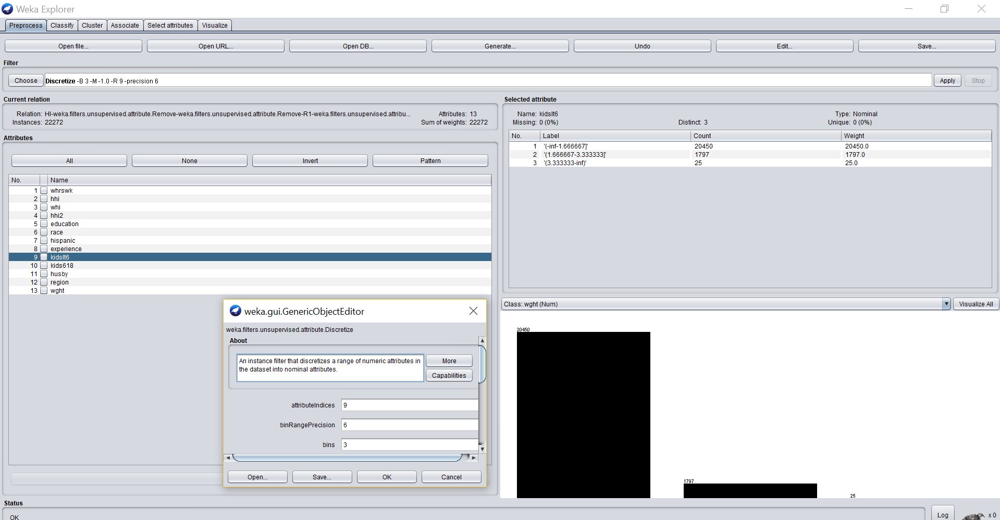 Weka Explorer
Preprocess Classify Cluster Associate Select attributes Visualize
Open file... Open URL... Open DB... Generate... Undo Edit... Save...
Filter
Choose Discretize -B 3 -M -1.0 -R 9 -precision 6 Apply Stop
Current relation
Relation: HI-weka.filters.unsupervised.attribute.Remove-weka.filters.unsupervised.attribute.Remove-R1-weka.filters.unsupervised.attribu... Attributes: 13
Instances: 22272 Sum of weights: 22272
Attributes
All None Invert Pattern
No. Name
1 whrswk
2 hhi
3 whi
4 hhi2
5 education
6 race
7 hispanic
8 experience
9 kidslt6
10 kids618
11 husby
12 region
13 wght
Selected attribute
Name: kidslt6 Type: Nominal
Missing: 0 (0%) Distinct: 3 Unique: 0 (0%)
No. Label Count Weight
1 '(-inf-1.666667]' 20450 20450.0
2 '(1.666667-3.333333]' 1797 1797.0
3 '(3.333333-inf)' 25 25.0
Class: wght (Num) Visualize All
20450
1797
25
weka.gui.GenericObjectEditor
weka.filters.unsupervised.attribute.Discretize
About
An instance filter that discretizes a range of numeric attributes in
the dataset into nominal attributes.
More
Capabilities
attributeIndices 9
binRangePrecision 6
bins 3
Open... Save... OK Cancel
Status
OK
Log x 0